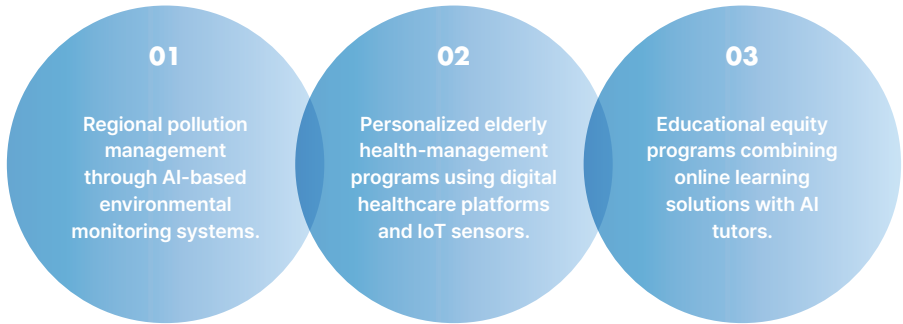 01
Regional pollution
management
through AI-based
environmental
monitoring systems.
02
Personalized elderly
health-management
programs using digital
healthcare platforms
and IoT sensors.
03
Educational equity
programs combining
online learning
solutions with AI
tutors.